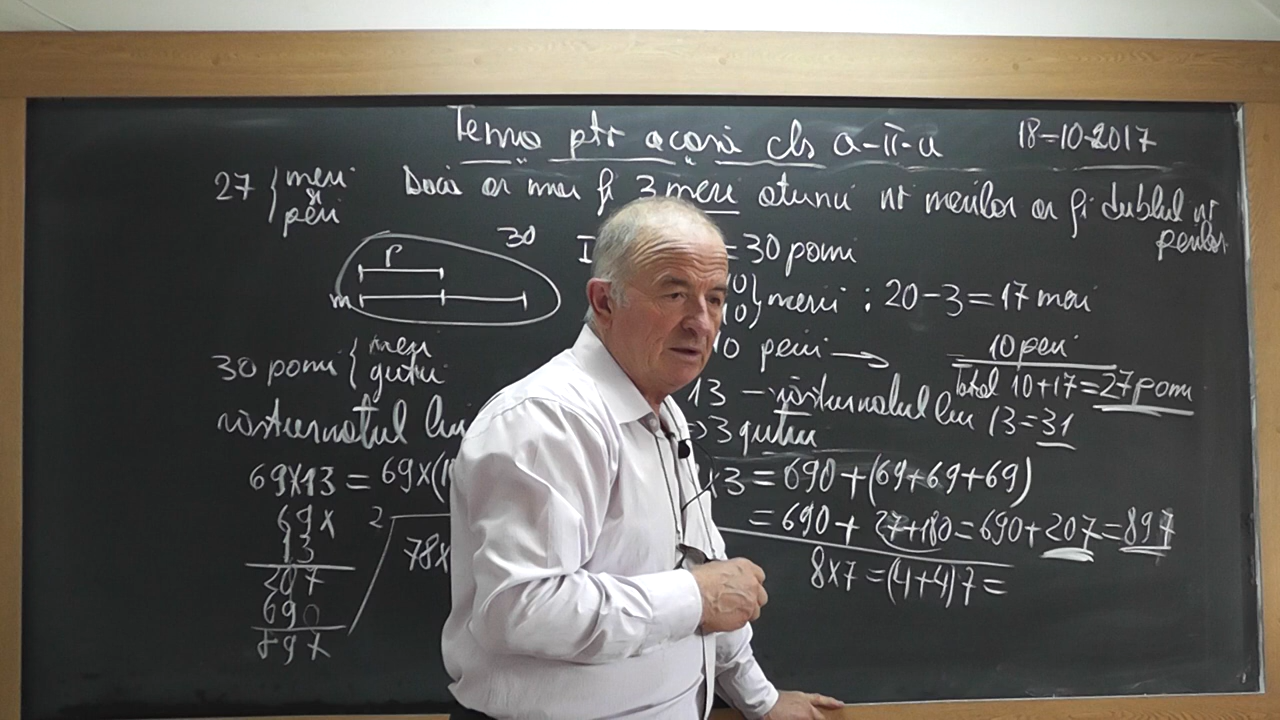 Tema ptr acasă cls a-II-a 18-10-2017
27 { meri și peri
Dacă ar mai fi 3 meri atunci nr merilor ar fi dublul nr perilor
p 30
m
= 30 pomi
} meri ; 20-3=17 meri
30 pomi { meri gutui
10 peri → 10 peri
Total 10+17=27 pomi
13 - răsturnatul lui 13=31
răsturnatul lui
=>3 gutui
69x13 = 69x(1
x3 = 690+(69+69+69)
= 690+ 27+180=690+207=897
69x
13
207
690
897
2
78x
8x7=(4+4)7=